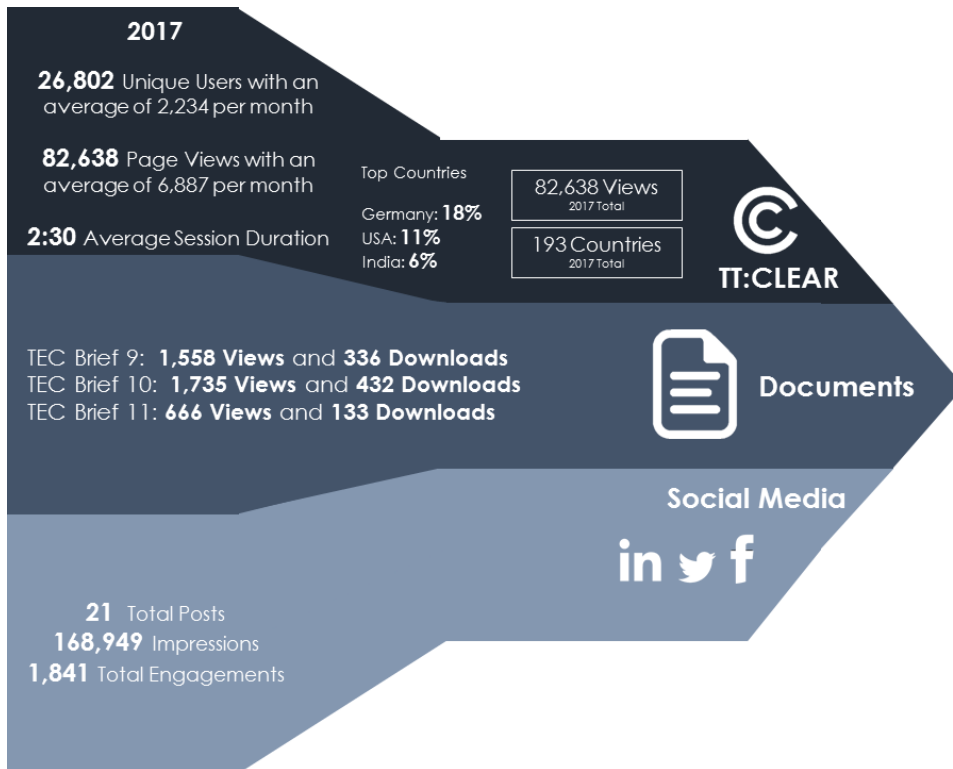 2017
26,802 Unique Users with an
average of 2,234 per month
82,638 Page Views with an
average of 6,887 per month
2:30 Average Session Duration
Top Countries
Germany: 18%
USA: 11%
India: 6%
82,638 Views
2017 Total
193 Countries
2017 Total
TT:CLEAR
TEC Brief 9: 1,558 Views and 336 Downloads
TEC Brief 10: 1,735 Views and 432 Downloads
TEC Brief 11: 666 Views and 133 Downloads
Documents
Social Media
in f
21 Total Posts
168,949 Impressions
1,841 Total Engagements